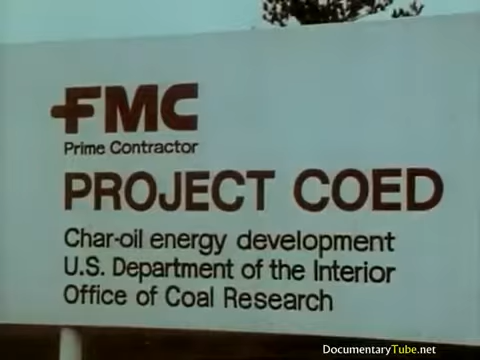 FMC
Prime Contractor
PROJECT COED
Char-oil energy development
U.S. Department of the Interior
Office of Coal Research
DocumentaryTube.net